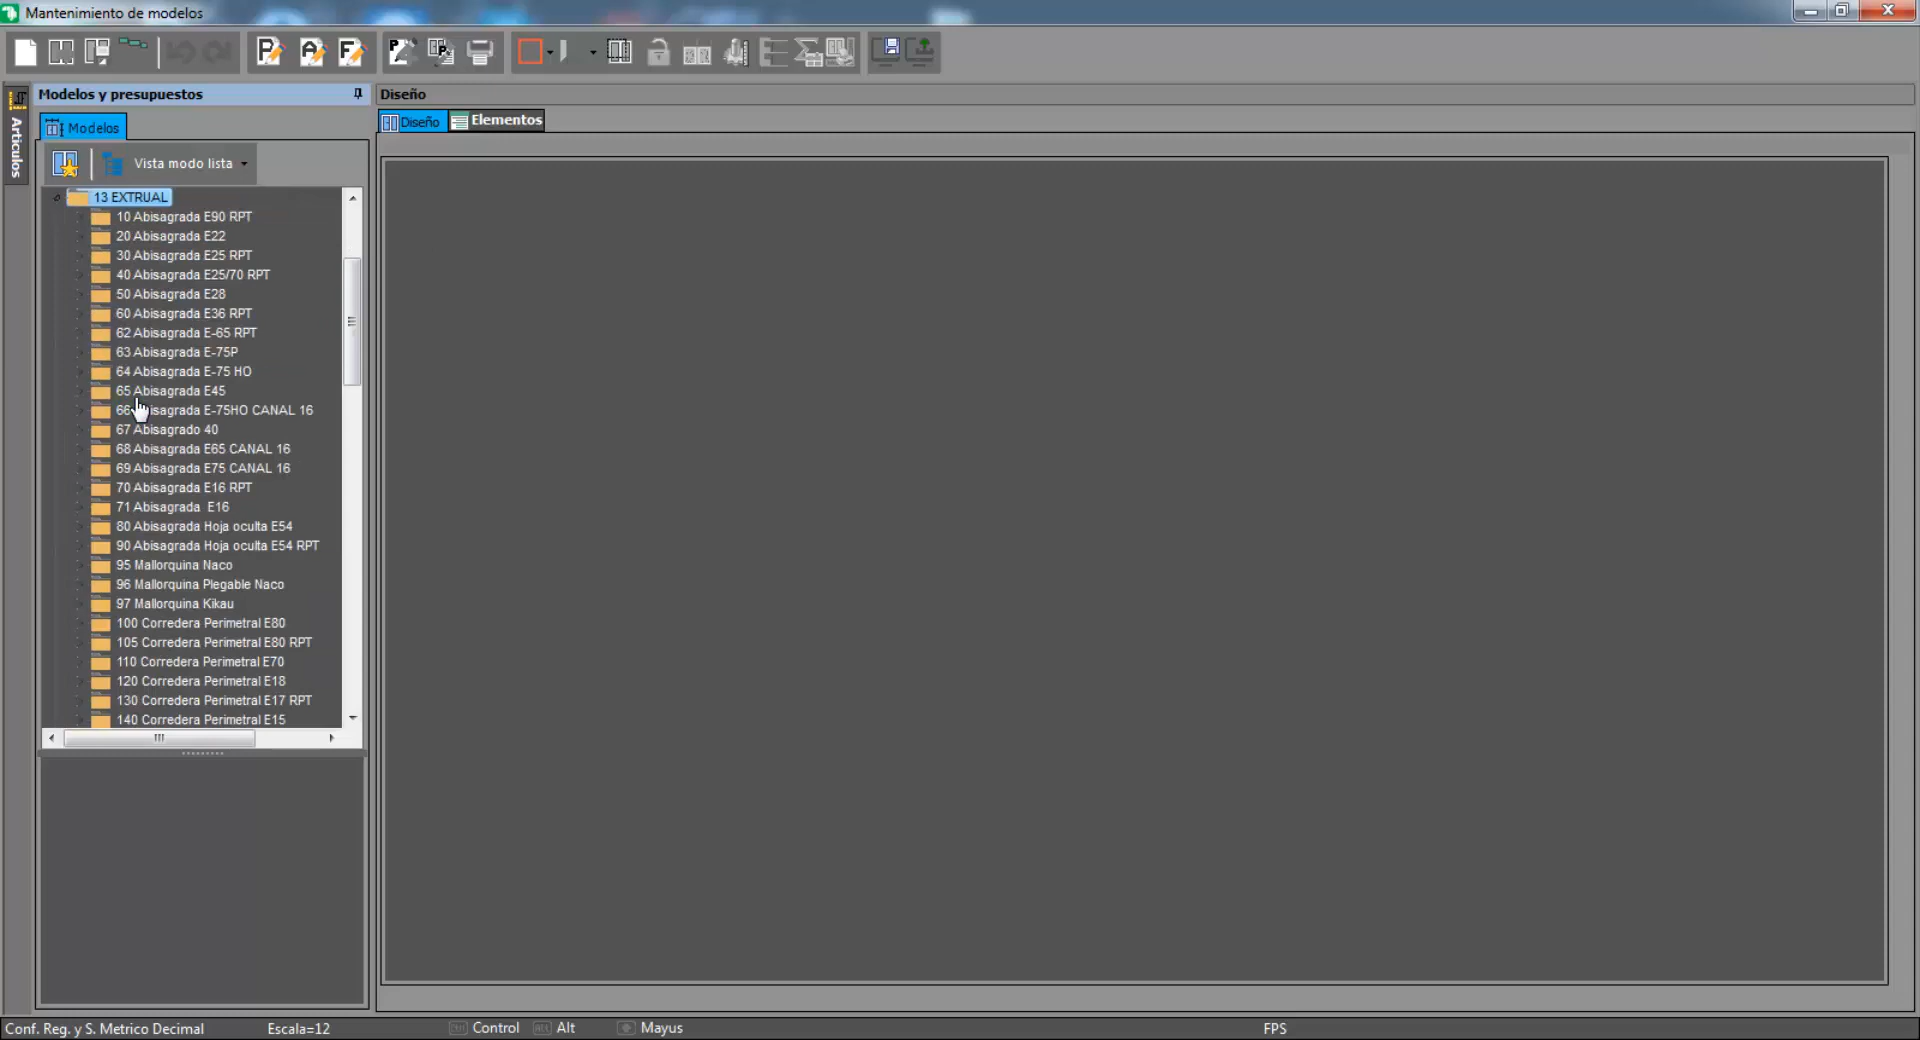 Mantenimiento de modelos
Modelos y presupuestos
Diseño
Diseño
Elementos
Artículos
Modelos
Vista modo lista
13 EXTRUAL
10 Abisagrada E90 RPT
20 Abisagrada E22
30 Abisagrada E25 RPT
40 Abisagrada E25/70 RPT
50 Abisagrada E28
60 Abisagrada E36 RPT
62 Abisagrada E-65 RPT
63 Abisagrada E-75P
64 Abisagrada E-75 HO
65 Abisagrada E45
66 Abisagrada E-75HO CANAL 16
67 Abisagrado 40
68 Abisagrada E65 CANAL 16
69 Abisagrada E75 CANAL 16
70 Abisagrada E16 RPT
71 Abisagrada E16
80 Abisagrada Hoja oculta E54
90 Abisagrada Hoja oculta E54 RPT
95 Mallorquina Naco
96 Mallorquina Plegable Naco
97 Mallorquina Kikau
100 Corredera Perimetral E80
105 Corredera Perimetral E80 RPT
110 Corredera Perimetral E70
120 Corredera Perimetral E18
130 Corredera Perimetral E17 RPT
140 Corredera Perimetral E15
Conf. Reg. y S. Metrico Decimal
Escala=12
Control
Alt
Mayus
FPS